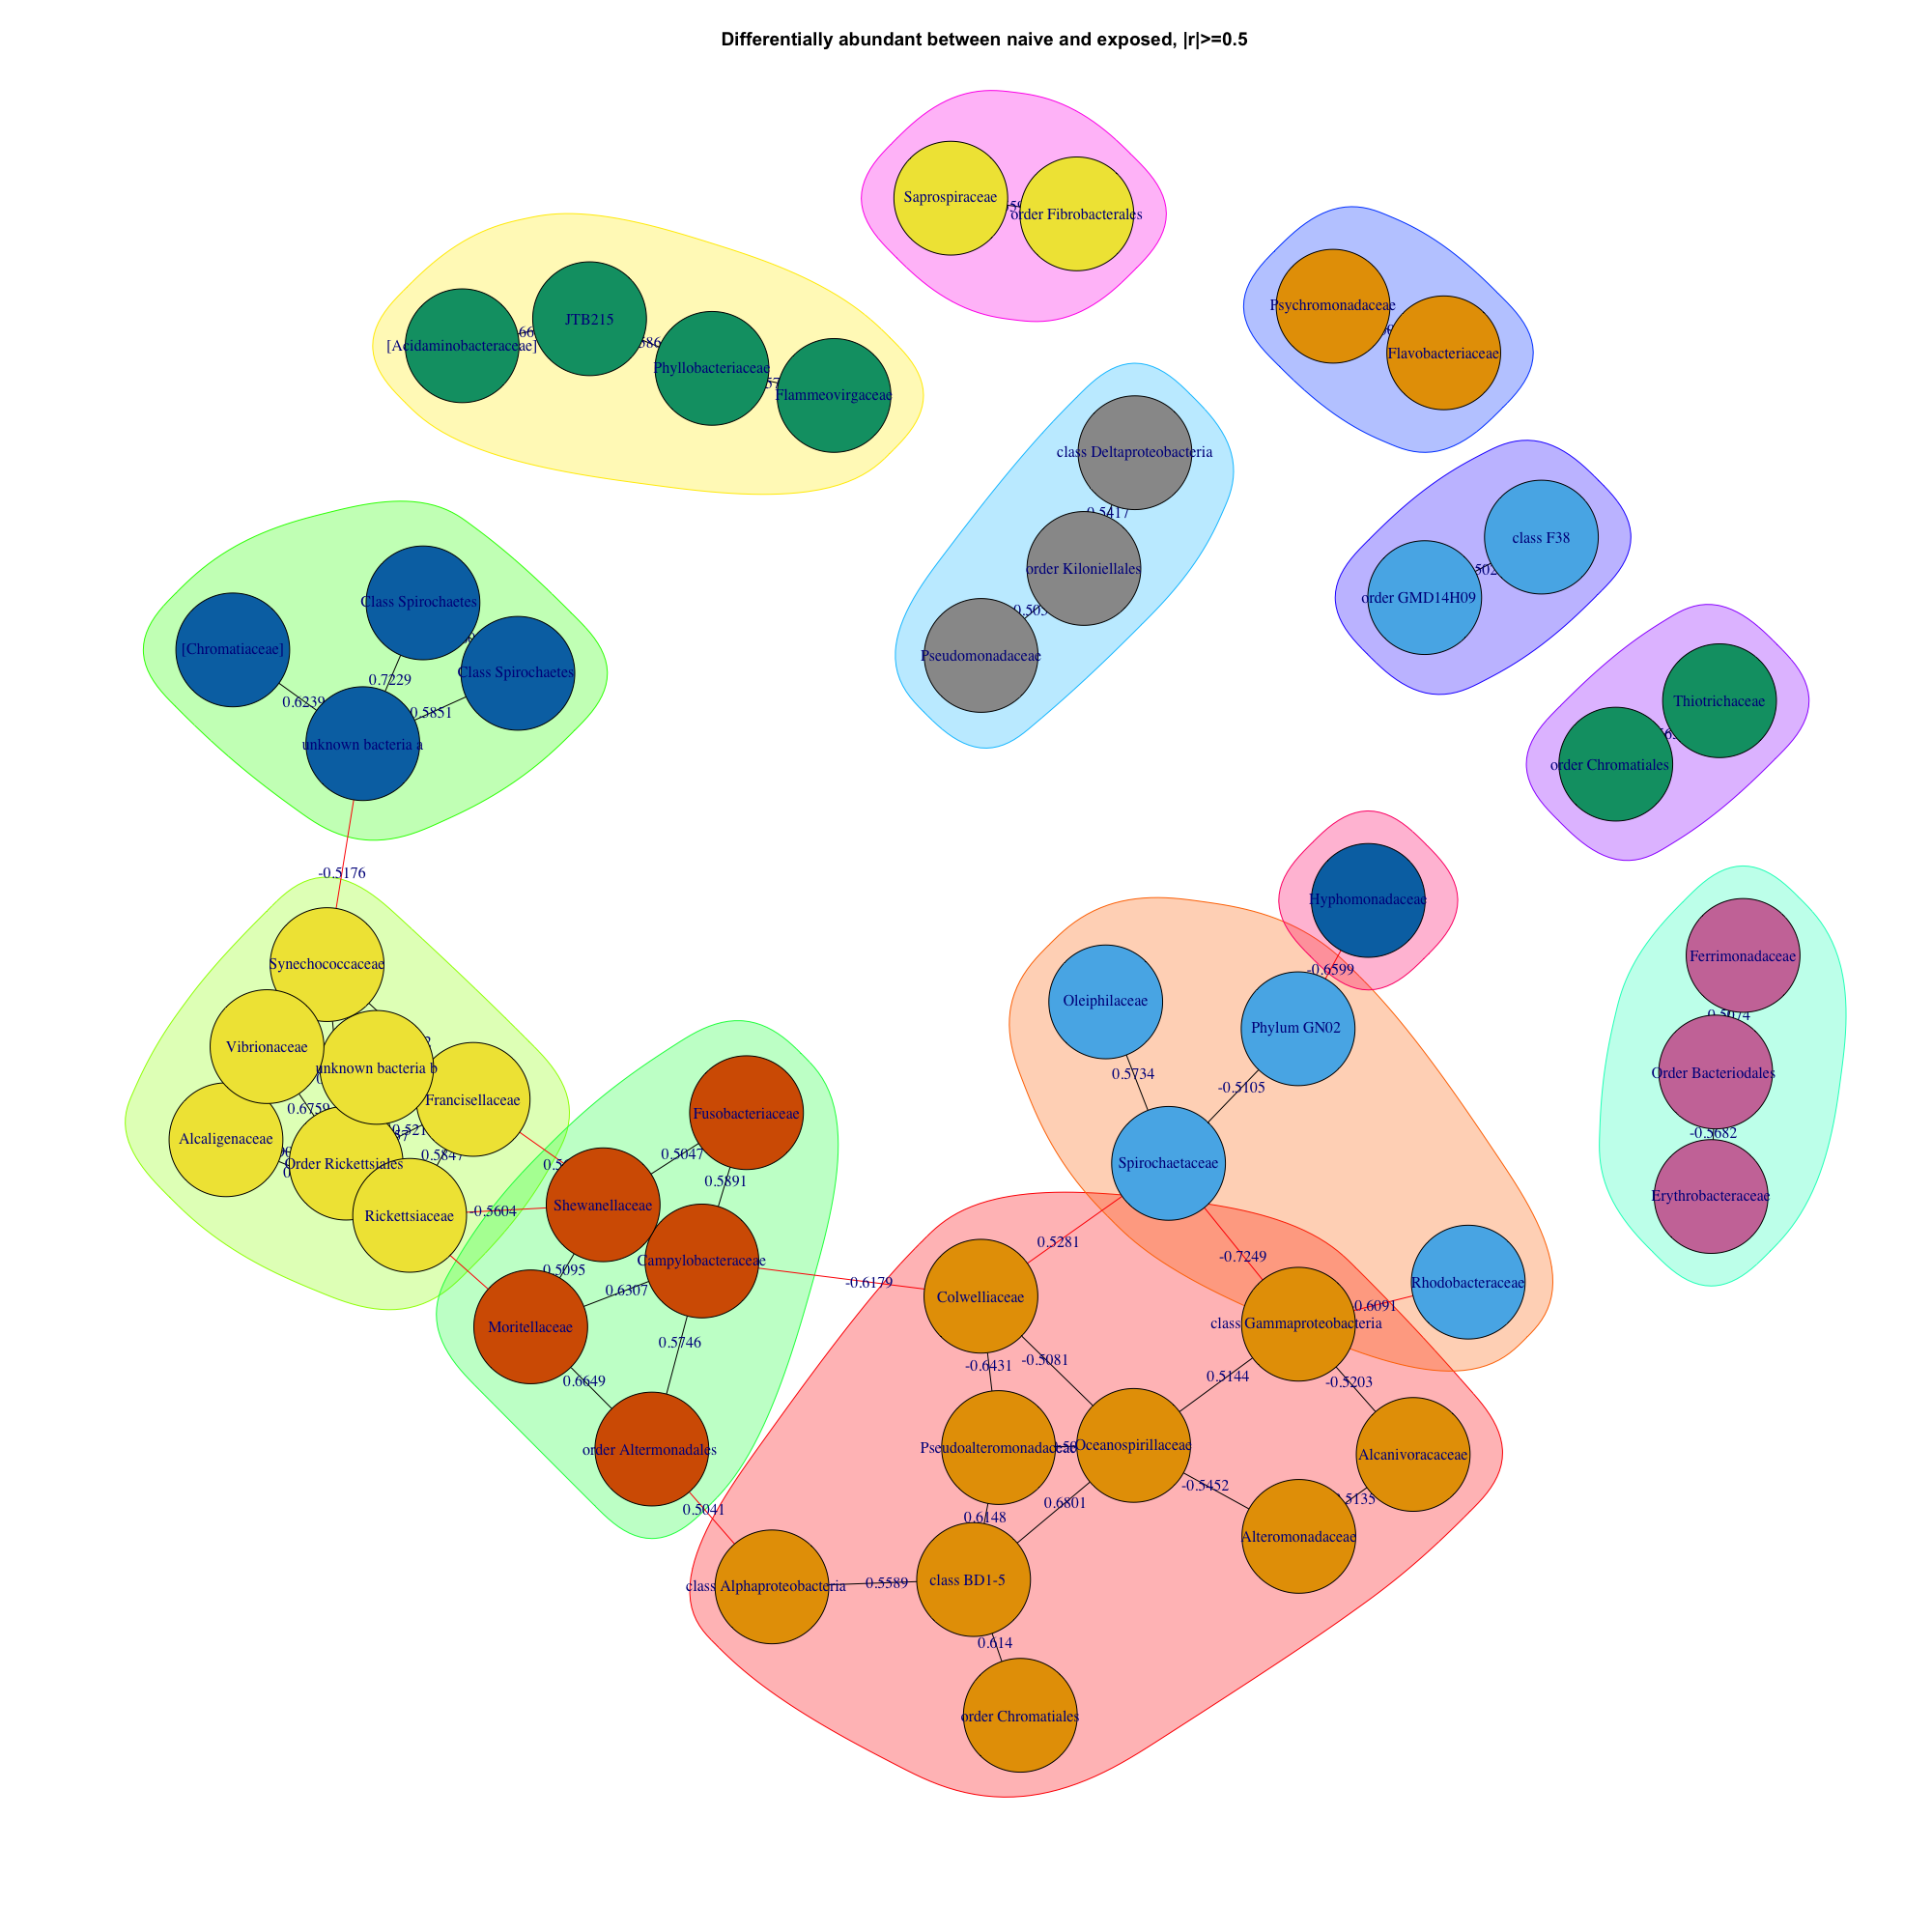 Differentially abundant between naive and exposed, |r|>=0.5
Saprospiraceae
order Fibrobacterales
Psychromonadaceae
Flavobacteriaceae
[Acidaminobacteraceae]
JTB215
Phyllobacteriaceae
Flammeovirgaceae
class Deltaproteobacteria
0.5417
order Kiloniellales
Pseudomonadaceae
class F38
order GMD14H09
Class Spirochaetes
[Chromatiaceae]
Class Spirochaetes
0.7229
0.6239
0.5851
unknown bacteria a
Thiotrichaceae
order Chromatiales
-0.5176
Hyphomonadaceae
-0.6599
Synechococcaceae
Vibrionaceae
unknown bacteria b
Francisellaceae
0.6759
Alcaligenaceae
Order Rickettsiales
0.5847
Rickettsiaceae
-0.5604
Oleiphilaceae
Phylum GN02
0.5734
-0.5105
Spirochaetaceae
Ferrimonadaceae
0.5074
Order Bacteriodales
-0.5682
Erythrobacteraceae
Fusobacteriaceae
0.5047
0.5891
Shewanellaceae
Campylobacteraceae
0.5095
0.6307
Moritellaceae
0.5746
0.6649
order Altermonadales
0.5041
0.5281
-0.7249
-0.6179
Colwelliaceae
Rhodobacteraceae
-0.6091
class Gammaproteobacteria
-0.6431
-0.5081
0.5144
-0.5203
Pseudoalteromonadaceae
Oceanospirillaceae
Alcanivoracaceae
-0.5452
0.6801
0.6148
Alteromonadaceae
class Alphaproteobacteria
0.5589
class BD1-5
0.614
order Chromatiales